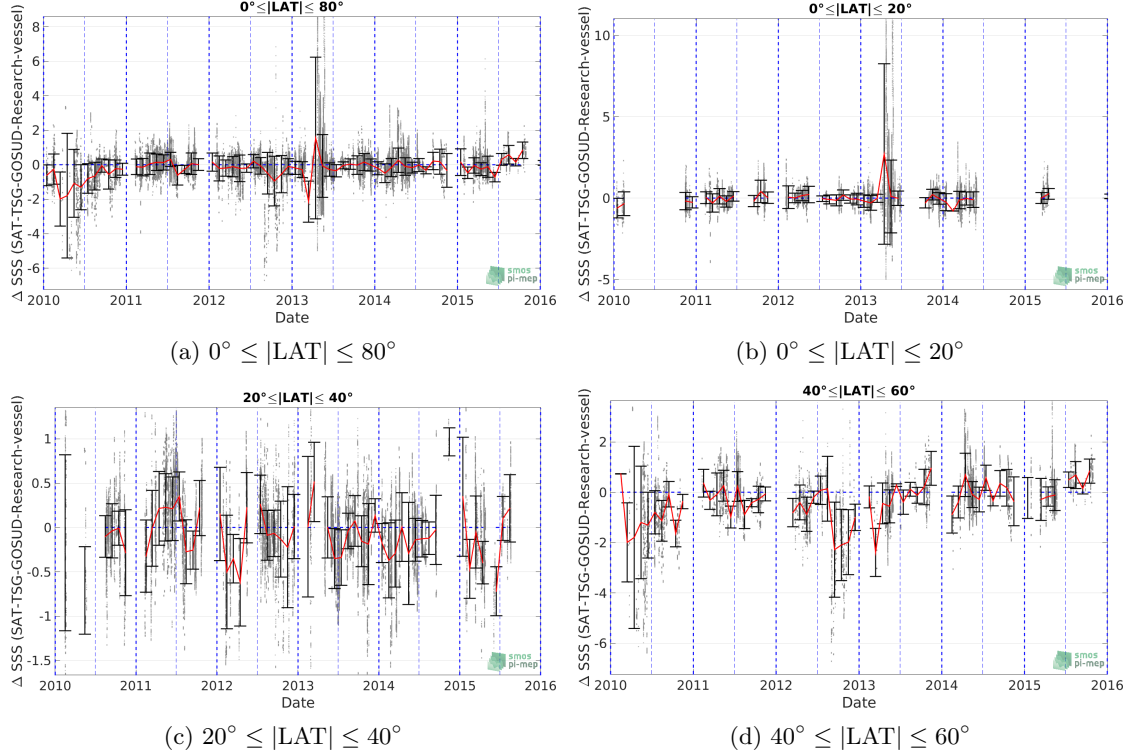 0°≤|LAT|≤ 80°
Δ SSS (SAT-TSG-GOSUD-Research-vessel)
8
6
4
2
0
-2
-4
-6
2010 2011 2012 2013 2014 2015 2016
Date
smos
pi-mep
(a) 0° ≤ |LAT| ≤ 80°
0°≤|LAT|≤ 20°
Δ SSS (SAT-TSG-GOSUD-Research-vessel)
10
5
0
-5
2010 2011 2012 2013 2014 2015 2016
Date
smos
pi-mep
(b) 0° ≤ |LAT| ≤ 20°
20°≤|LAT|≤ 40°
Δ SSS (SAT-TSG-GOSUD-Research-vessel)
1
0.5
0
-0.5
-1
-1.5
2010 2011 2012 2013 2014 2015 2016
Date
smos
pi-mep
(c) 20° ≤ |LAT| ≤ 40°
40°≤|LAT|≤ 60°
Δ SSS (SAT-TSG-GOSUD-Research-vessel)
2
0
-2
-4
-6
2010 2011 2012 2013 2014 2015 2016
Date
smos
pi-mep
(d) 40° ≤ |LAT| ≤ 60°